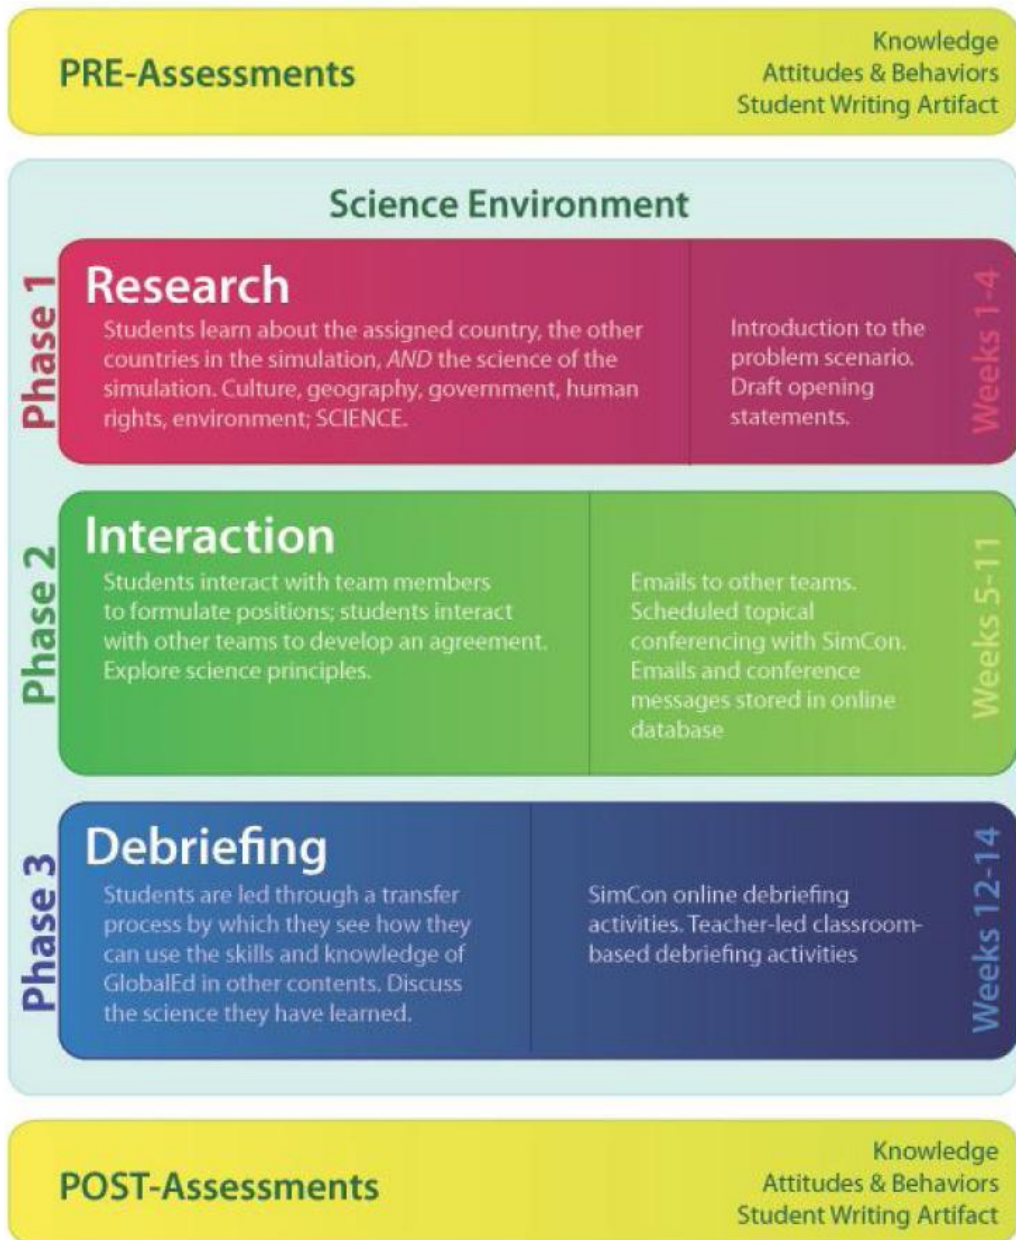 PRE-Assessments
Knowledge
Attitudes & Behaviors
Student Writing Artifact
Science Environment
Phase 1
Research
Students learn about the assigned country, the other
countries in the simulation, AND the science of the
simulation. Culture, geography, government, human
rights, environment; SCIENCE.
Introduction to the
problem scenario.
Draft opening
statements.
Weeks 1-4
Phase 2
Interaction
Students interact with team members
to formulate positions; students interact
with other teams to develop an agreement.
Explore science principles.
Emails to other teams.
Scheduled topical
conferencing with SimCon.
Emails and conference
messages stored in online
database
Weeks 5-11
Phase 3
Debriefing
Students are led through a transfer
process by which they see how they
can use the skills and knowledge of
GlobalEd in other contents. Discuss
the science they have learned.
SimCon online debriefing
activities. Teacher-led classroom-
based debriefing activities
Weeks 12-14
POST-Assessments
Knowledge
Attitudes & Behaviors
Student Writing Artifact